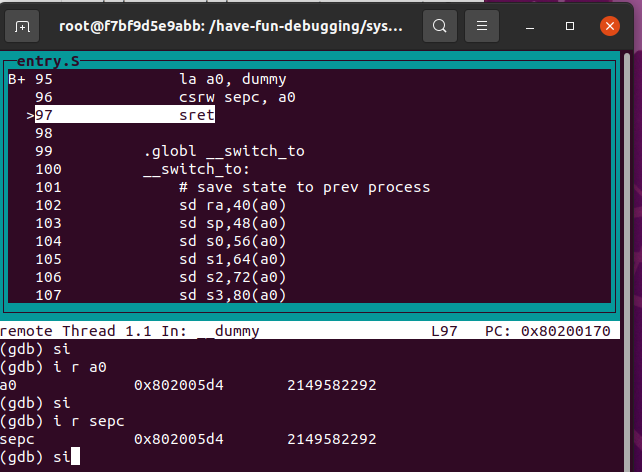 root@f7bf9d5e9abb: /have-fun-debugging/sys...
entry.S
B+ 95 la a0, dummy
96 csrw sepc, a0
>97 sret
98
99 .globl __switch_to
100 __switch_to:
101 # save state to prev process
102 sd ra,40(a0)
103 sd sp,48(a0)
104 sd s0,56(a0)
105 sd s1,64(a0)
106 sd s2,72(a0)
107 sd s3,80(a0)
remote Thread 1.1 In: __dummy L97 PC: 0x80200170
(gdb) si
(gdb) i r a0
a0 0x802005d4 2149582292
(gdb) si
(gdb) i r sepc
sepc 0x802005d4 2149582292
(gdb) si